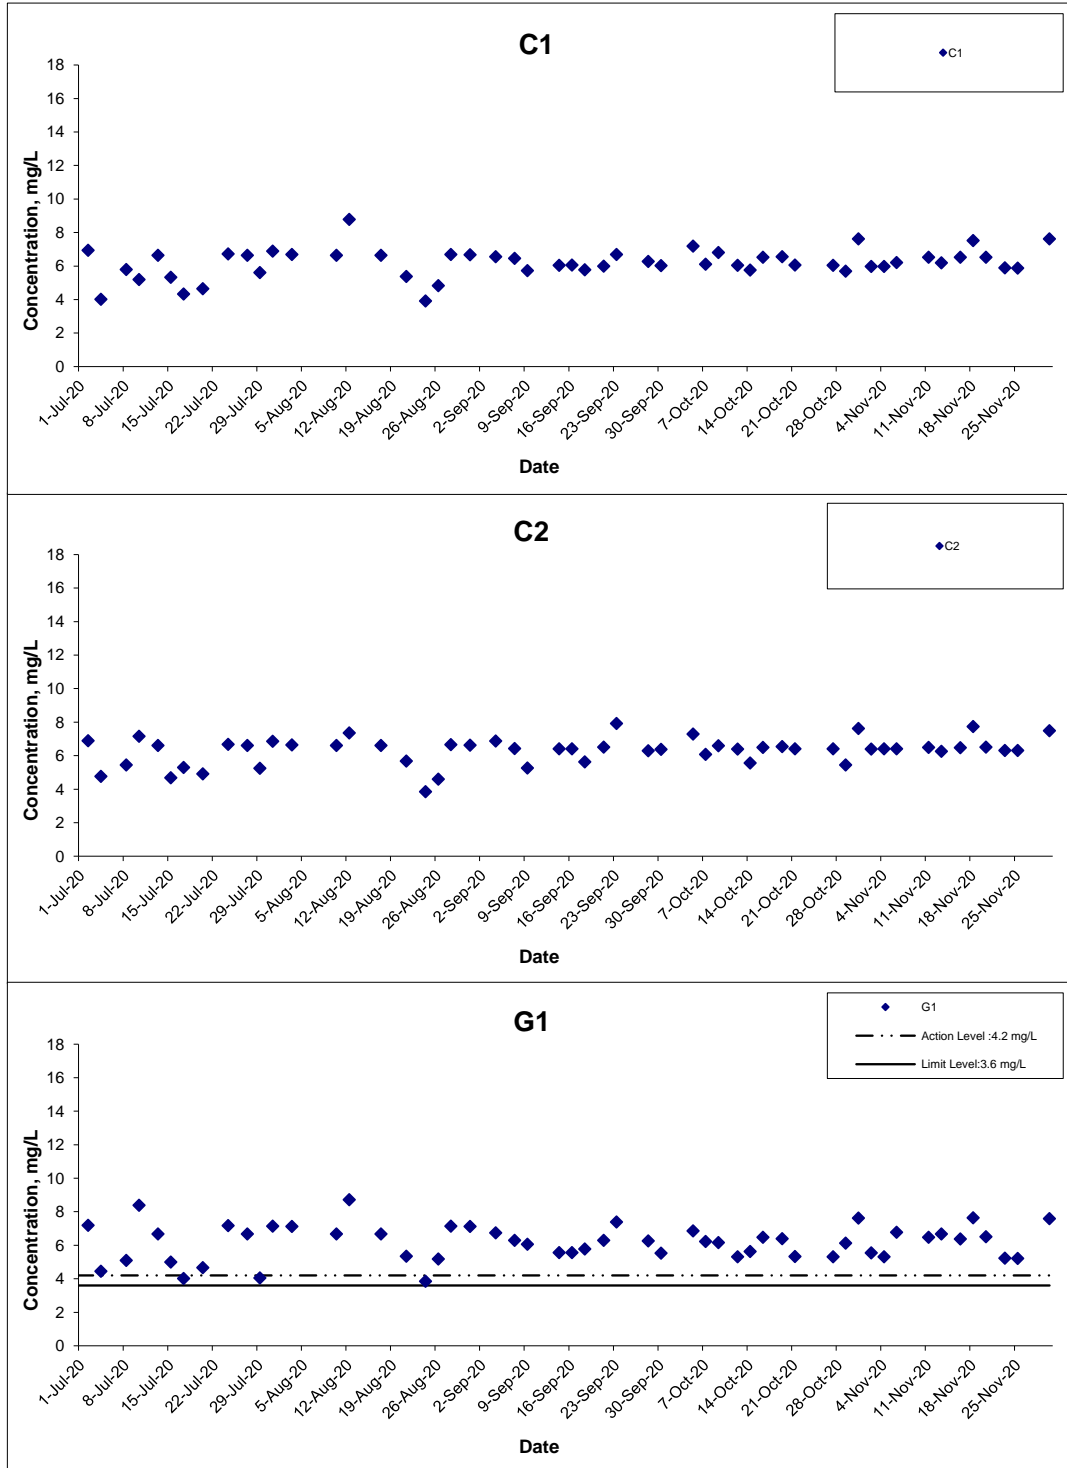 C1
C1
18
16
14
12
10
8
6
4
2
0
Concentration, mg/L
1-Jul-20
8-Jul-20
15-Jul-20
22-Jul-20
29-Jul-20
5-Aug-20
12-Aug-20
19-Aug-20
26-Aug-20
2-Sep-20
9-Sep-20
16-Sep-20
23-Sep-20
30-Sep-20
7-Oct-20
14-Oct-20
21-Oct-20
28-Oct-20
4-Nov-20
11-Nov-20
18-Nov-20
25-Nov-20
Date
C2
C2
18
16
14
12
10
8
6
4
2
0
Concentration, mg/L
1-Jul-20
8-Jul-20
15-Jul-20
22-Jul-20
29-Jul-20
5-Aug-20
12-Aug-20
19-Aug-20
26-Aug-20
2-Sep-20
9-Sep-20
16-Sep-20
23-Sep-20
30-Sep-20
7-Oct-20
14-Oct-20
21-Oct-20
28-Oct-20
4-Nov-20
11-Nov-20
18-Nov-20
25-Nov-20
Date
G1
G1
Action Level :4.2 mg/L
Limit Level:3.6 mg/L
18
16
14
12
10
8
6
4
2
0
Concentration, mg/L
1-Jul-20
8-Jul-20
15-Jul-20
22-Jul-20
29-Jul-20
5-Aug-20
12-Aug-20
19-Aug-20
26-Aug-20
2-Sep-20
9-Sep-20
16-Sep-20
23-Sep-20
30-Sep-20
7-Oct-20
14-Oct-20
21-Oct-20
28-Oct-20
4-Nov-20
11-Nov-20
18-Nov-20
25-Nov-20
Date